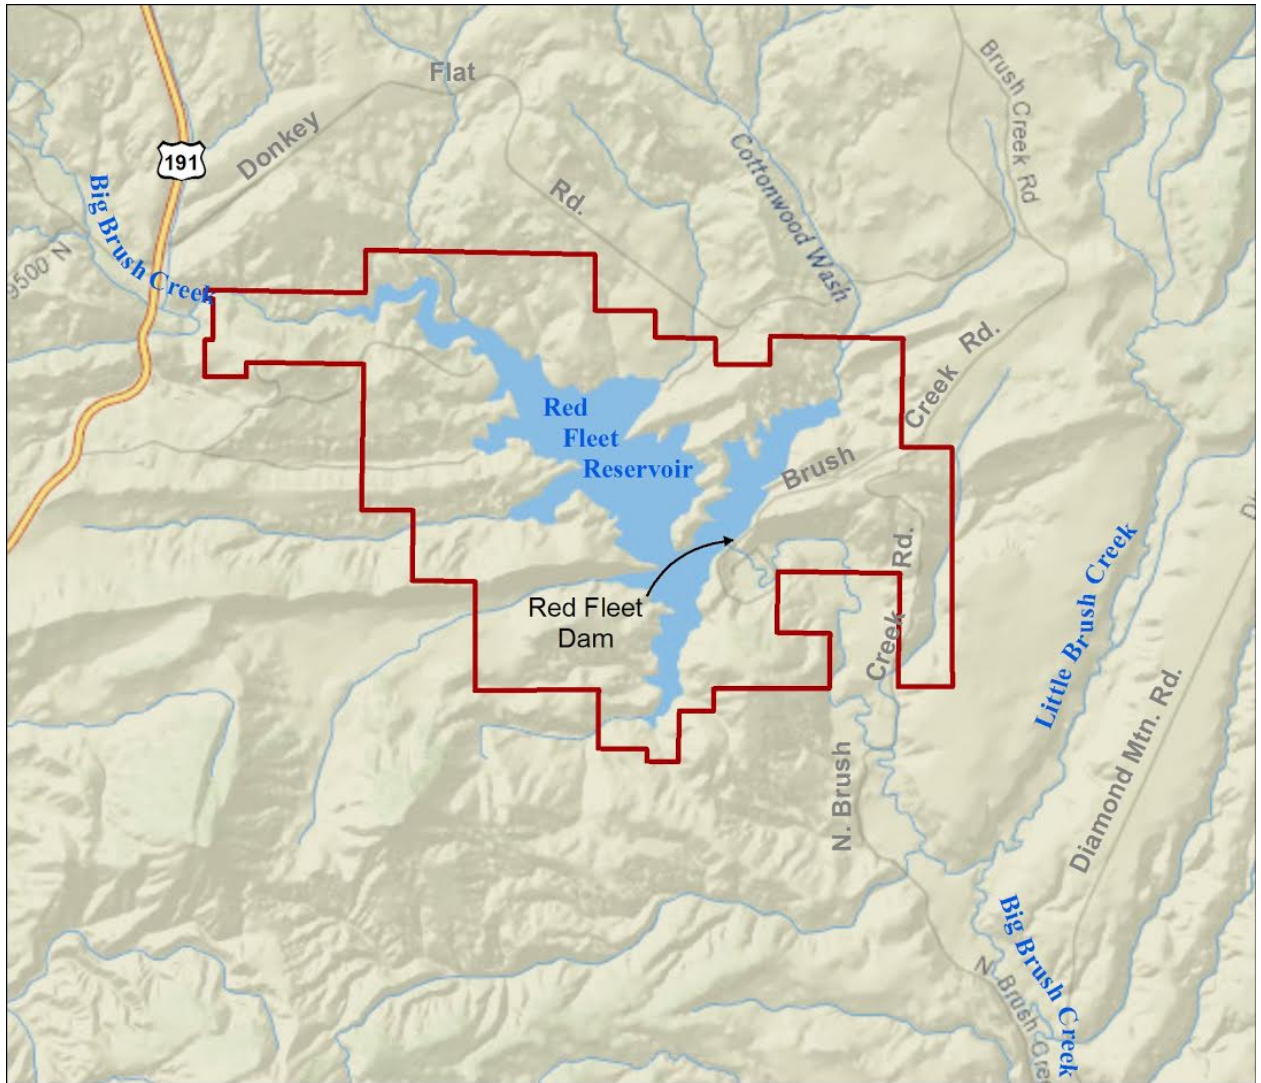 Flat
Brush Creek Rd
191
Donkey
Cottonwood Wash
Big Brush Creek
Rd.
9500 N
Creek Rd.
Red
Fleet
Reservoir
Brush
Rd.
Little Brush Creek
Red Fleet
Dam
Creek
Diamond Mtn. Rd.
N. Brush
Big Brush Creek
N Brush Cre